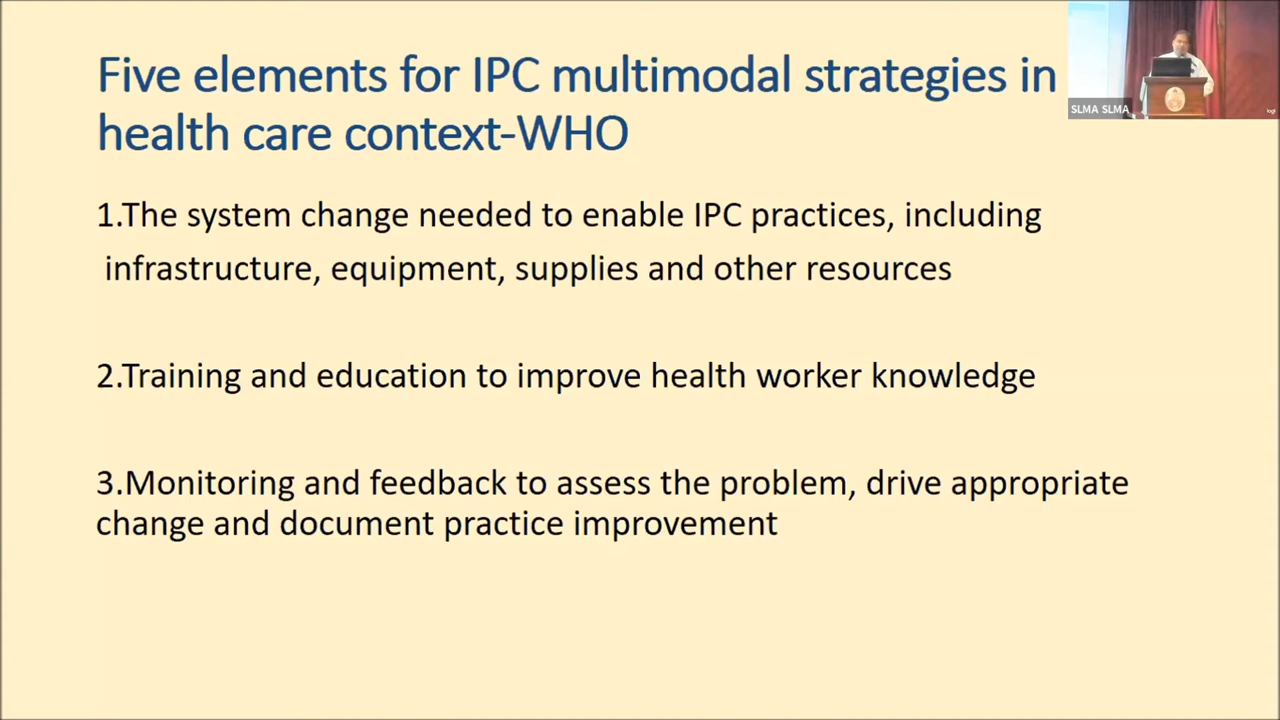 Five elements for IPC multimodal strategies in
health care context-WHO
SLMA SLMA
1.The system change needed to enable IPC practices, including
infrastructure, equipment, supplies and other resources
2.Training and education to improve health worker knowledge
3.Monitoring and feedback to assess the problem, drive appropriate
change and document practice improvement